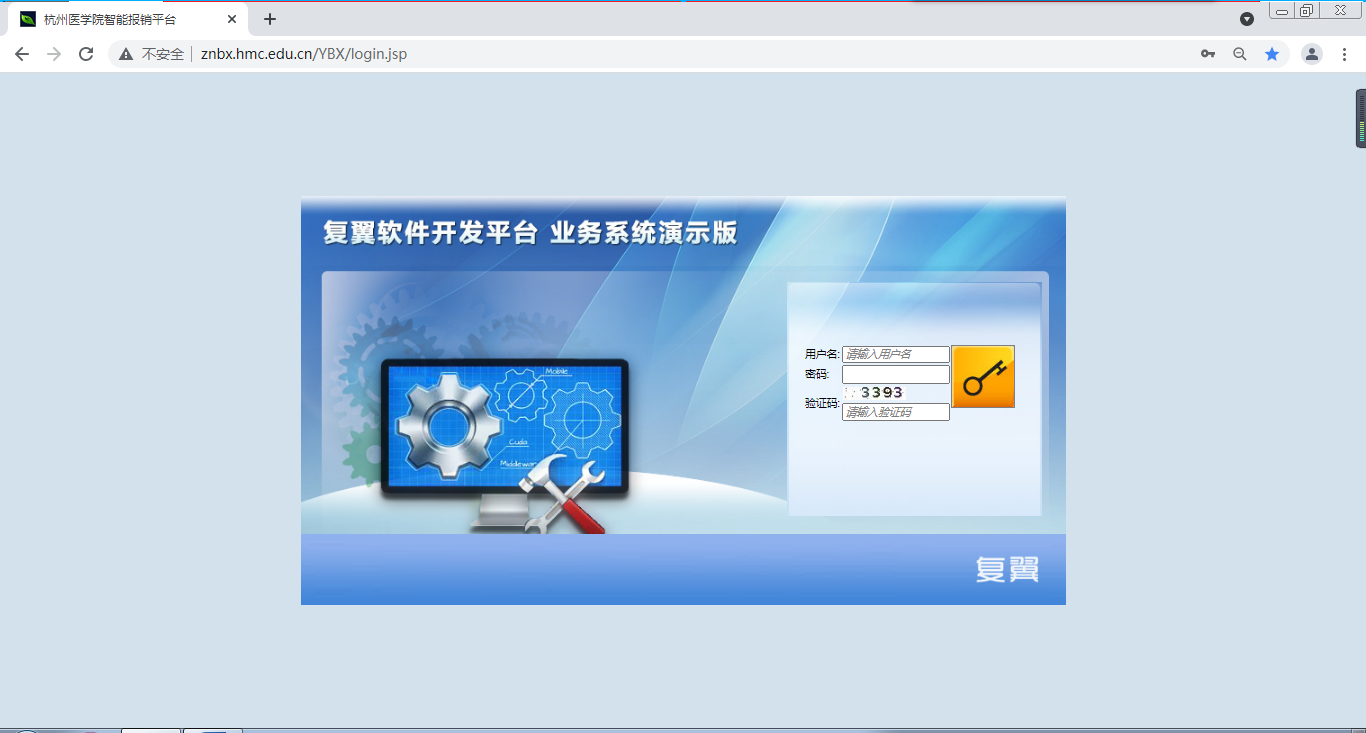 杭州医学院智能报销平台
不安全
znbx.hmc.edu.cn/YBX/login.jsp
复翼软件开发平台 业务系统演示版
Mobile
Cuda
Middleware
用户名: 请输入用户名
密码:
3393
验证码: 请输入验证码
复翼